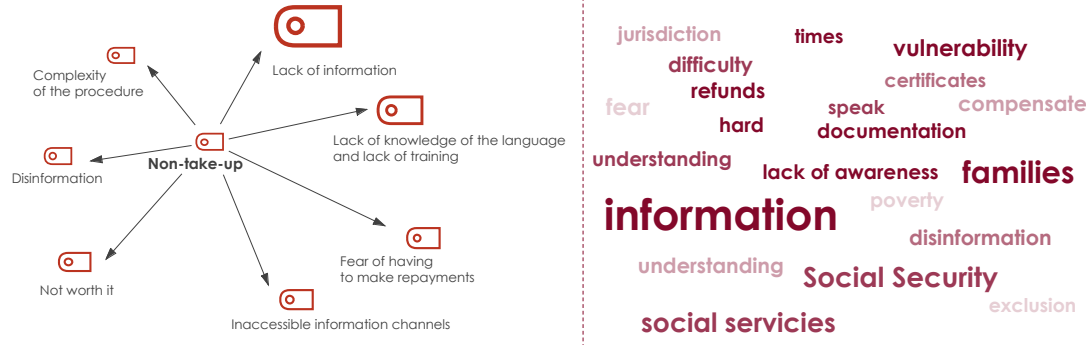 Lack of information
Complexity
of the procedure
Lack of knowledge of the language
and lack of training
Non-take-up
Disinformation
Fear of having
to make repayments
Not worth it
Inaccessible information channels
jurisdiction
times
vulnerability
difficulty
certificates
refunds
fear
speak
compensate
hard
documentation
understanding
lack of awareness
families
information
poverty
disinformation
understanding
Social Security
exclusion
social servicies